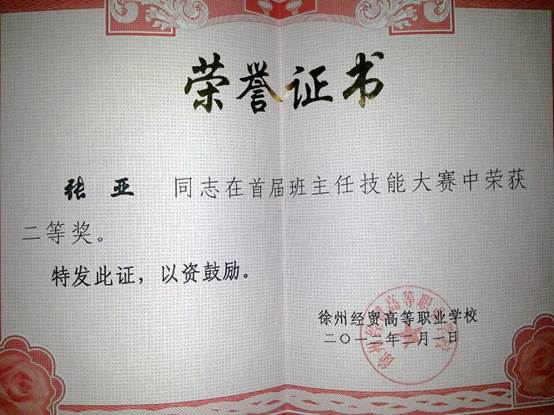 荣誉证书
张亚 同志在首届班主任技能大赛中荣获
二等奖。
特发此证，以资鼓励。
徐州经贸高等职业学校
二〇一二年二月一日